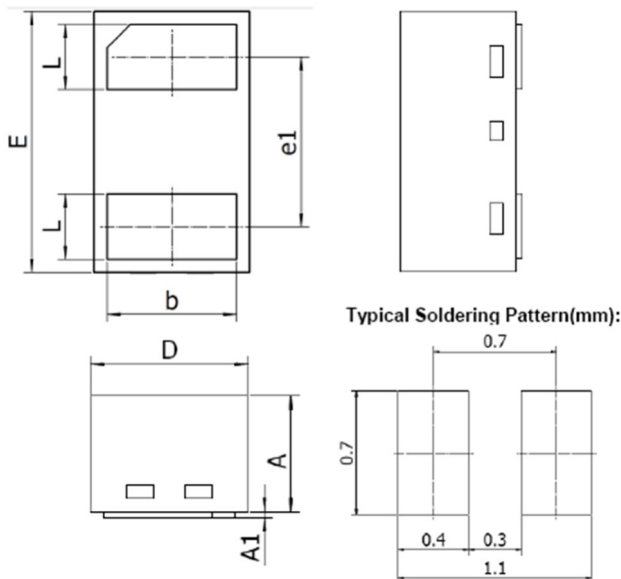 L
E
e1
L
b
Typical Soldering Pattern(mm):
D
A
A1
0.7
0.7
0.4
0.3
1.1